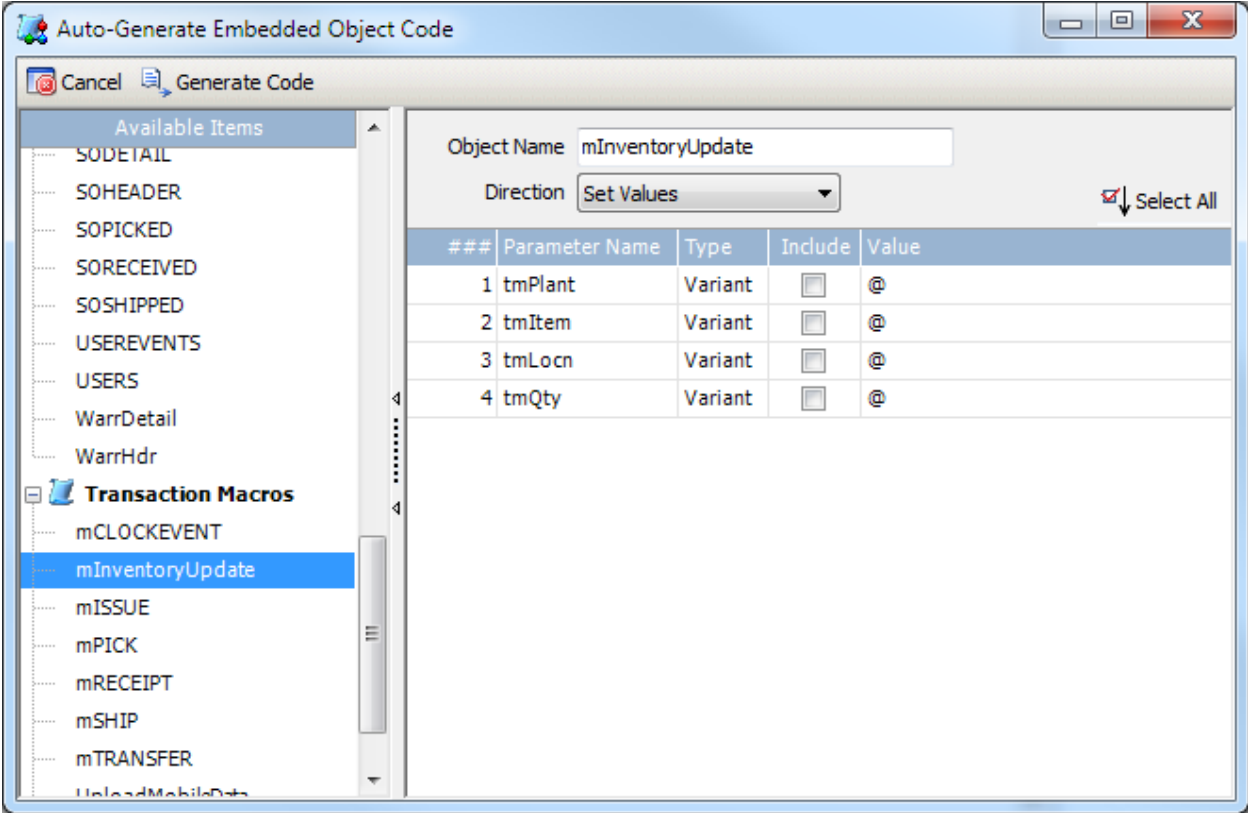 Auto-Generate Embedded Object Code
Cancel Generate Code
Available Items
SODETAIL
SOHEADER
SOPICKED
SORECEIVED
SOSHIPPED
USEREVENTS
USERS
WarrDetail
WarrHdr
Transaction Macros
mCLOCKEVENT
mInventoryUpdate
mISSUE
mPICK
mRECEIPT
mSHIP
mTRANSFER
UploadMobileData
Object Name mInventoryUpdate
Direction Set Values
Select All
### Parameter Name Type Include Value
1 tmPlant Variant @
2 tmItem Variant @
3 tmLocn Variant @
4 tmQty Variant @